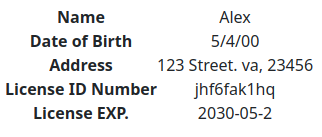 Name Alex
Date of Birth 5/4/00
Address 123 Street. va, 23456
License ID Number jhf6fak1hq
License EXP. 2030-05-2